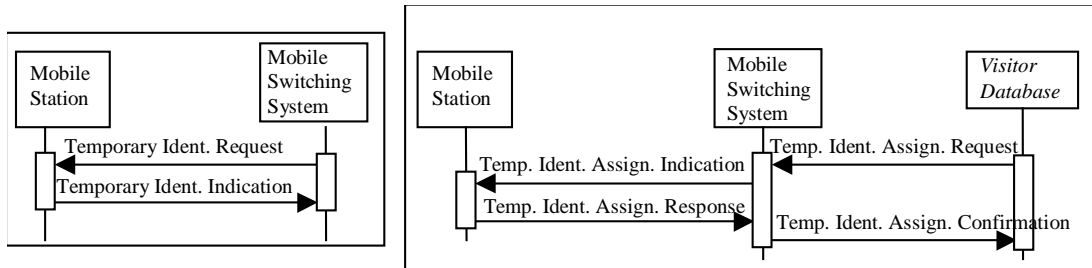 Mobile
Station
Mobile
Switching
System
Temporary Ident. Request
Temporary Ident. Indication
Mobile
Station
Mobile
Switching
System
Visitor
Database
Temp. Ident. Assign. Request
Temp. Ident. Assign. Indication
Temp. Ident. Assign. Response
Temp. Ident. Assign. Confirmation